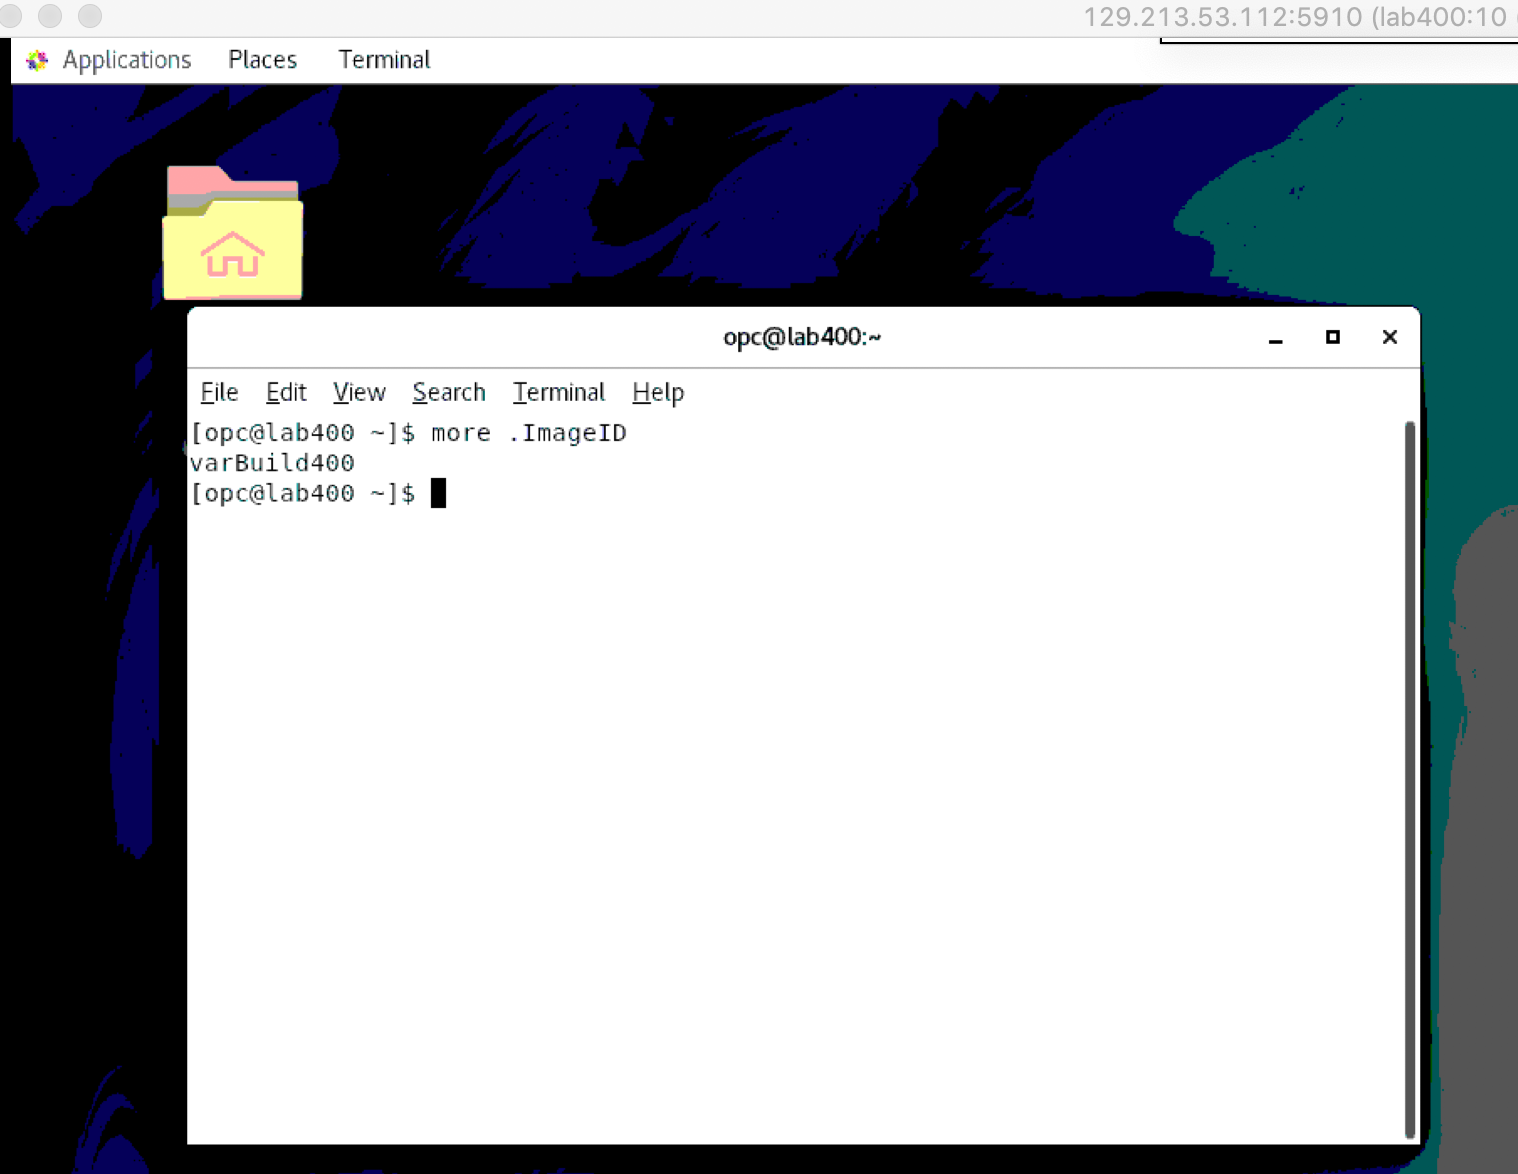 129.213.53.112:5910 (lab400:10
Applications Places Terminal
opc@lab400:~
File Edit View Search Terminal Help
[opc@lab400 ~]$ more .ImageID
varBuild400
[opc@lab400 ~]$